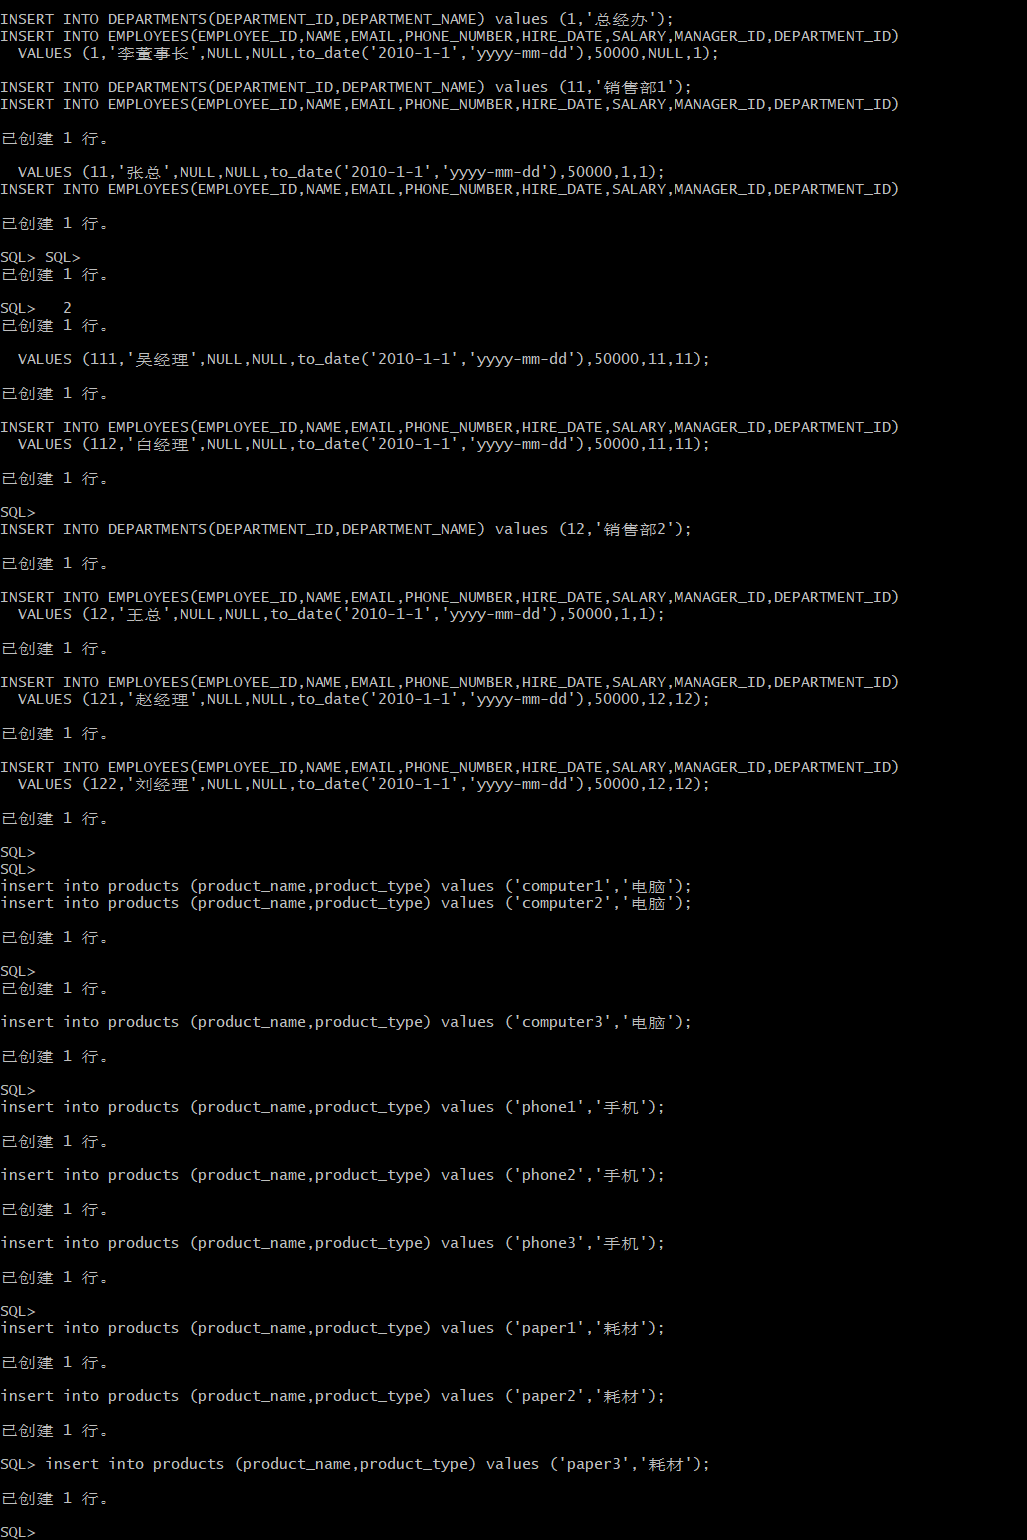 INSERT INTO DEPARTMENTS(DEPARTMENT_ID,DEPARTMENT_NAME) values (1,'总经办');
INSERT INTO EMPLOYEES(EMPLOYEE_ID,NAME,EMAIL,PHONE_NUMBER,HIRE_DATE,SALARY,MANAGER_ID,DEPARTMENT_ID)
  VALUES (1,'李董事长',NULL,NULL,to_date('2010-1-1','yyyy-mm-dd'),50000,NULL,1);
INSERT INTO DEPARTMENTS(DEPARTMENT_ID,DEPARTMENT_NAME) values (11,'销售部1');
INSERT INTO EMPLOYEES(EMPLOYEE_ID,NAME,EMAIL,PHONE_NUMBER,HIRE_DATE,SALARY,MANAGER_ID,DEPARTMENT_ID)
已创建 1 行。
  VALUES (11,'张总',NULL,NULL,to_date('2010-1-1','yyyy-mm-dd'),50000,1,1);
INSERT INTO EMPLOYEES(EMPLOYEE_ID,NAME,EMAIL,PHONE_NUMBER,HIRE_DATE,SALARY,MANAGER_ID,DEPARTMENT_ID)
已创建 1 行。
SQL> SQL>
已创建 1 行。
SQL>   2
已创建 1 行。
  VALUES (111,'吴经理',NULL,NULL,to_date('2010-1-1','yyyy-mm-dd'),50000,11,11);
已创建 1 行。
INSERT INTO EMPLOYEES(EMPLOYEE_ID,NAME,EMAIL,PHONE_NUMBER,HIRE_DATE,SALARY,MANAGER_ID,DEPARTMENT_ID)
  VALUES (112,'白经理',NULL,NULL,to_date('2010-1-1','yyyy-mm-dd'),50000,11,11);
已创建 1 行。
SQL>
INSERT INTO DEPARTMENTS(DEPARTMENT_ID,DEPARTMENT_NAME) values (12,'销售部2');
已创建 1 行。
INSERT INTO EMPLOYEES(EMPLOYEE_ID,NAME,EMAIL,PHONE_NUMBER,HIRE_DATE,SALARY,MANAGER_ID,DEPARTMENT_ID)
  VALUES (12,'王总',NULL,NULL,to_date('2010-1-1','yyyy-mm-dd'),50000,1,1);
已创建 1 行。
INSERT INTO EMPLOYEES(EMPLOYEE_ID,NAME,EMAIL,PHONE_NUMBER,HIRE_DATE,SALARY,MANAGER_ID,DEPARTMENT_ID)
  VALUES (121,'赵经理',NULL,NULL,to_date('2010-1-1','yyyy-mm-dd'),50000,12,12);
已创建 1 行。
INSERT INTO EMPLOYEES(EMPLOYEE_ID,NAME,EMAIL,PHONE_NUMBER,HIRE_DATE,SALARY,MANAGER_ID,DEPARTMENT_ID)
  VALUES (122,'刘经理',NULL,NULL,to_date('2010-1-1','yyyy-mm-dd'),50000,12,12);
已创建 1 行。
SQL>
SQL>
insert into products (product_name,product_type) values ('computer1','电脑');
insert into products (product_name,product_type) values ('computer2','电脑');
已创建 1 行。
SQL>
已创建 1 行。
insert into products (product_name,product_type) values ('computer3','电脑');
已创建 1 行。
SQL>
insert into products (product_name,product_type) values ('phone1','手机');
已创建 1 行。
insert into products (product_name,product_type) values ('phone2','手机');
已创建 1 行。
insert into products (product_name,product_type) values ('phone3','手机');
已创建 1 行。
SQL>
insert into products (product_name,product_type) values ('paper1','耗材');
已创建 1 行。
insert into products (product_name,product_type) values ('paper2','耗材');
已创建 1 行。
SQL> insert into products (product_name,product_type) values ('paper3','耗材');
已创建 1 行。
SQL>